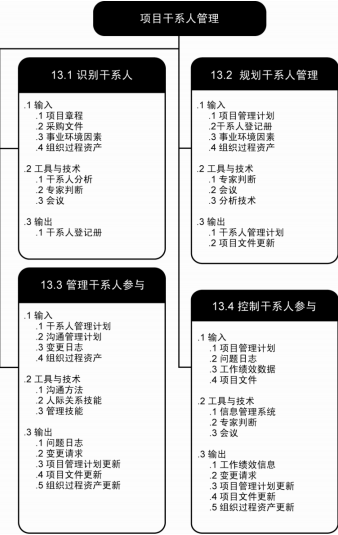 项目干系人管理
13.1 识别干系人
.1 输入
.1 项目章程
.2 采购文件
.3 事业环境因素
.4 组织过程资产
.2 工具与技术
.1 干系人分析
.2 专家判断
.3 会议
.3 输出
.1 干系人登记册
13.2 规划干系人管理
.1 输入
.1 项目管理计划
.2干系人登记册
.3 事业环境因素
.4 组织过程资产
.2 工具与技术
.1 专家判断
.2 会议
.3 分析技术
.3 输出
.1 干系人管理计划
.2 项目文件更新
13.3 管理干系人参与
.1 输入
.1 干系人管理计划
.2 沟通管理计划
.3 变更日志
.4 组织过程资产
.2 工具与技术
.1 沟通方法
.2 人际关系技能
.3 管理技能
.3 输出
.1 问题日志
.2 变更请求
.3 项目管理计划更新
.4 项目文件更新
.5 组织过程资产更新
13.4 控制干系人参与
.1 输入
.1 项目管理计划
.2 问题日志
.3 工作绩效数据
.4 项目文件
.2 工具与技术
.1 信息管理系统
.2 专家判断
.3 会议
.3 输出
.1 工作绩效信息
.2 变更请求
.3 项目管理计划更新
.4 项目文件更新
.5 组织过程资产更新